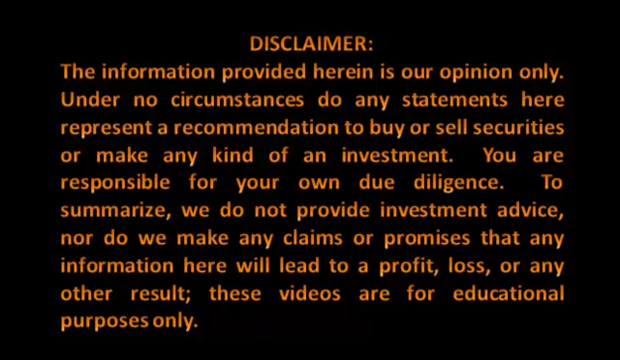 DISCLAIMER:
The information provided herein is our opinion only.
Under no circumstances do any statements here
represent a recommendation to buy or sell securities
or make any kind of an investment. You are
responsible for your own due diligence. To
summarize, we do not provide investment advice,
nor do we make any claims or promises that any
information here will lead to a profit, loss, or any
other result; these videos are for educational
purposes only.